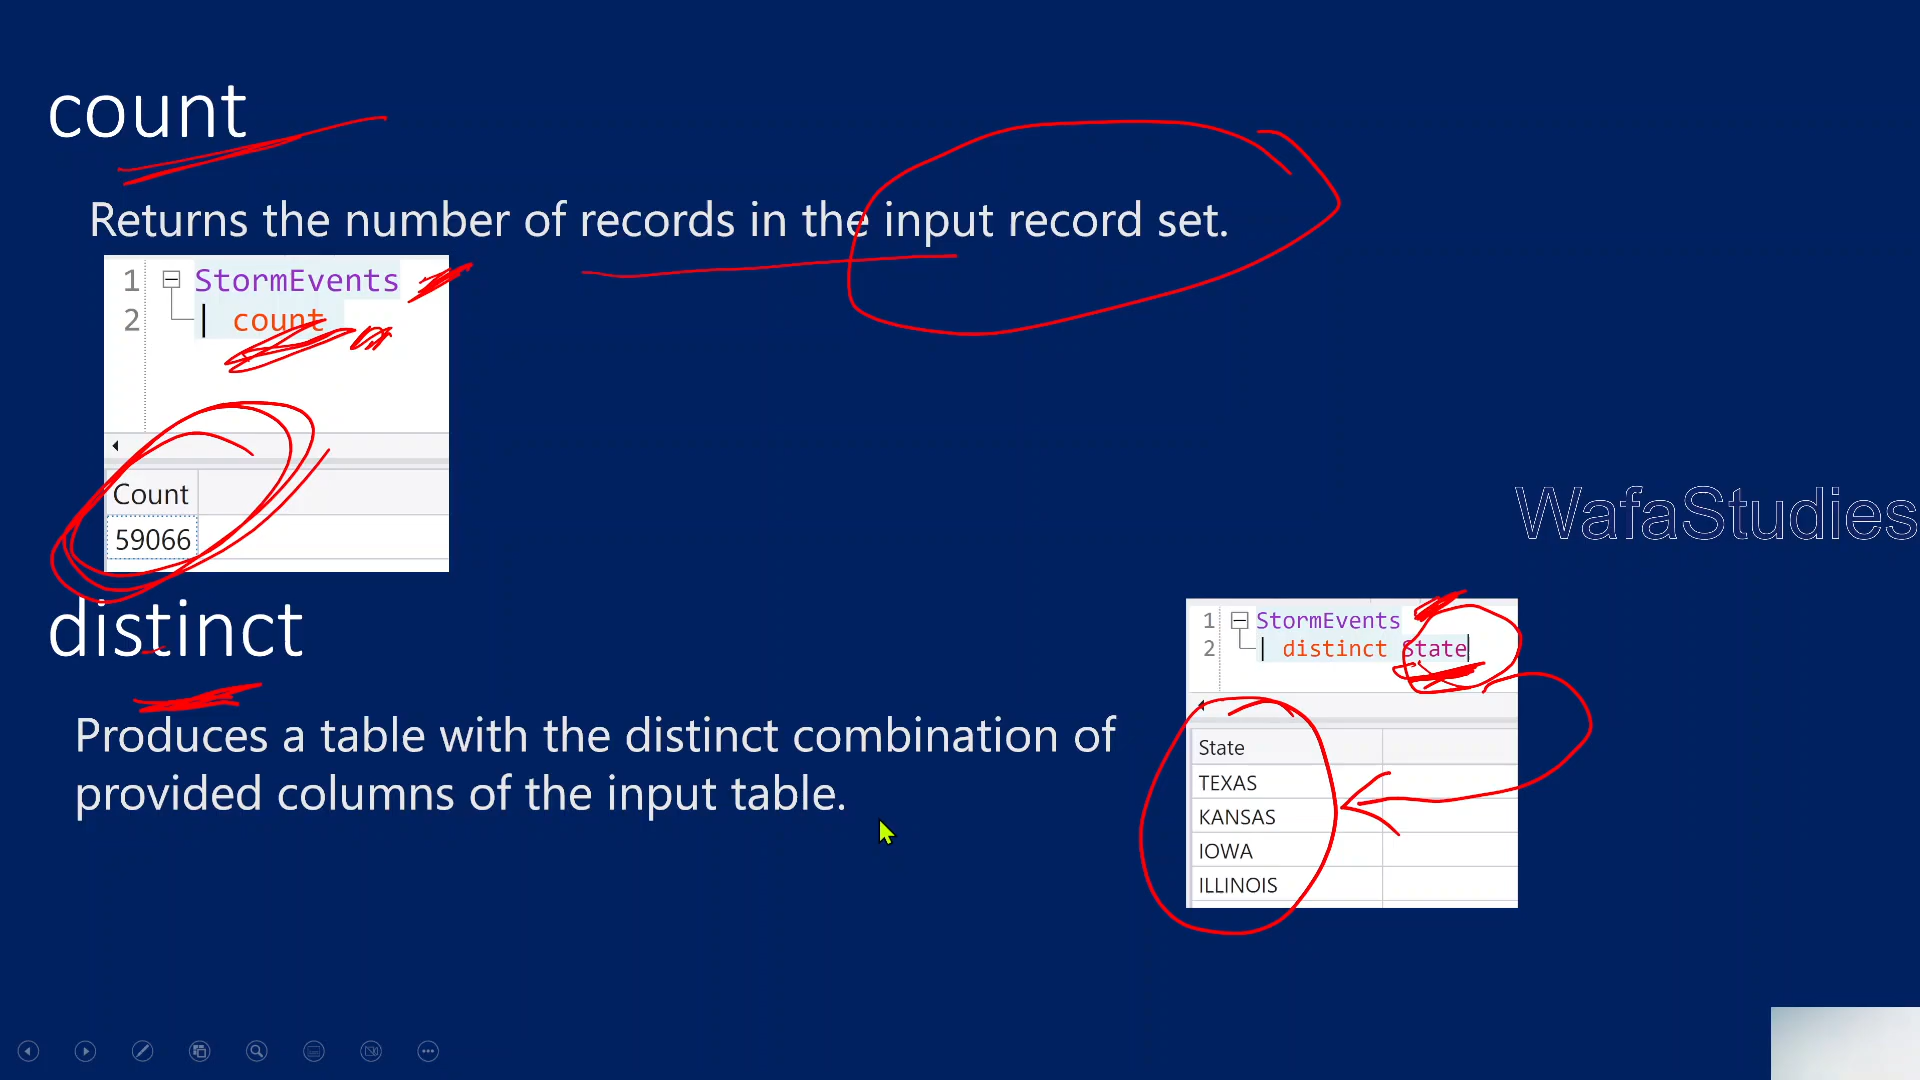 count
Returns the number of records in the input record set.
1 StormEvents
2 | count
Count
59066
WafaStudies
distinct
Produces a table with the distinct combination of
provided columns of the input table.
1 StormEvents
2 | distinct State
State
TEXAS
KANSAS
IOWA
ILLINOIS